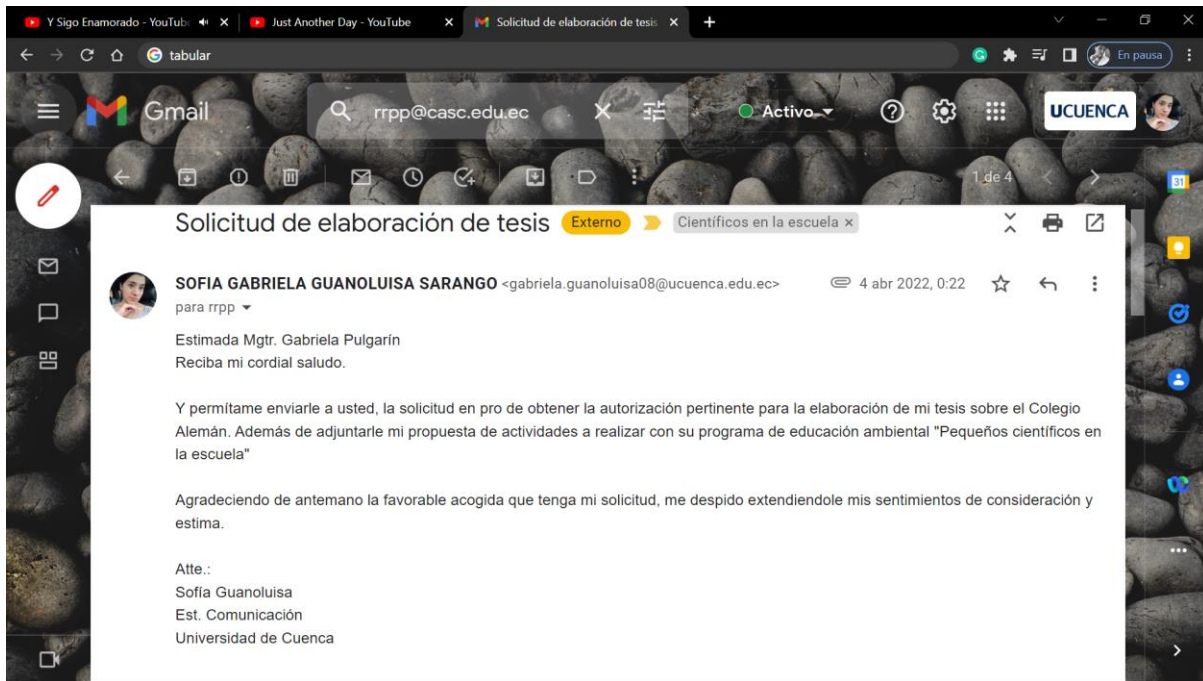 Y Sigo Enamorado - YouTube
Just Another Day - YouTube
Solicitud de elaboración de tesis
tabular
En pausa
Gmail
rrpp@casc.edu.ec
Activo
UCUENCA
1 de 4
31
Solicitud de elaboración de tesis
Externo
Científicos en la escuela ×
SOFIA GABRIELA GUANOLUISA SARANGO <gabriela.guanoluisa08@ucuenca.edu.ec>
4 abr 2022, 0:22
para rrpp
Estimada Mgtr. Gabriela Pulgarín
Reciba mi cordial saludo.
Y permítame enviarle a usted, la solicitud en pro de obtener la autorización pertinente para la elaboración de mi tesis sobre el Colegio
Alemán. Además de adjuntarle mi propuesta de actividades a realizar con su programa de educación ambiental "Pequeños científicos en
la escuela"
Agradeciendo de antemano la favorable acogida que tenga mi solicitud, me despido extendiendole mis sentimientos de consideración y
estima.
Atte.:
Sofía Guanoluisa
Est. Comunicación
Universidad de Cuenca